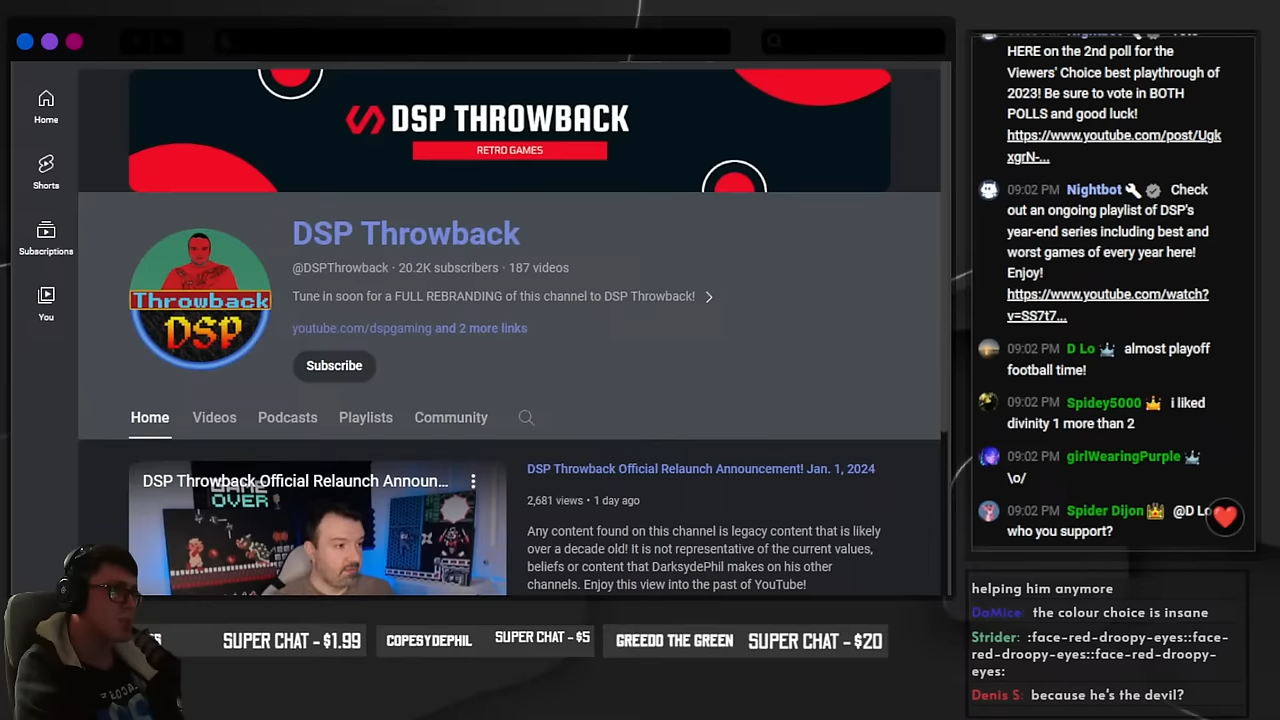 Home
Shorts
Subscriptions
You
DSP THROWBACK
RETRO GAMES
Throwback
DSP
DSP Throwback
@DSPThrowback · 20.2K subscribers · 187 videos
Tune in soon for a FULL REBRANDING of this channel to DSP Throwback!
youtube.com/dspgaming and 2 more links
Subscribe
Home Videos Podcasts Playlists Community
DSP Throwback Official Relaunch Announ...
GAME
OVER
DSP Throwback Official Relaunch Announcement! Jan. 1, 2024
2,681 views • 1 day ago
Any content found on this channel is legacy content that is likely
over a decade old! It is not representative of the current values,
beliefs or content that DarksydePhil makes on his other
channels. Enjoy this view into the past of YouTube!
SUPER CHAT - $1.99
COPESYDEPHIL SUPER CHAT - $5
GREEDO THE GREEN SUPER CHAT - $20
HERE on the 2nd poll for the
Viewers' Choice best playthrough of
2023! Be sure to vote in BOTH
POLLS and good luck!
https://www.youtube.com/post/Ugk
xgrN-...
09:02 PM Nightbot Check
out an ongoing playlist of DSP's
year-end series including best and
worst games of every year here!
Enjoy!
https://www.youtube.com/watch?
v=SS7t7...
09:02 PM D Lo almost playoff
football time!
09:02 PM Spidey5000 i liked
divinity 1 more than 2
09:02 PM girlWearingPurple
\o/
09:02 PM Spider Dijon @D Lo
who you support?
helping him anymore
DaMice: the colour choice is insane
Strider: :face-red-droopy-eyes::face-
red-droopy-eyes::face-red-droopy-
eyes:
Denis S: because he's the devil?